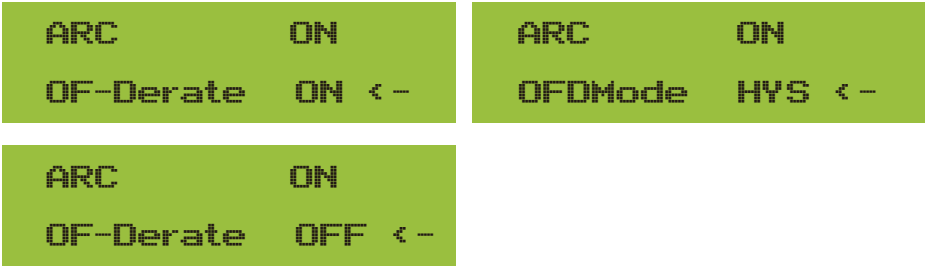 ARC ON
OF-Derate ON <-
ARC ON
OFDMode HYS <-
ARC ON
OF-Derate OFF <-